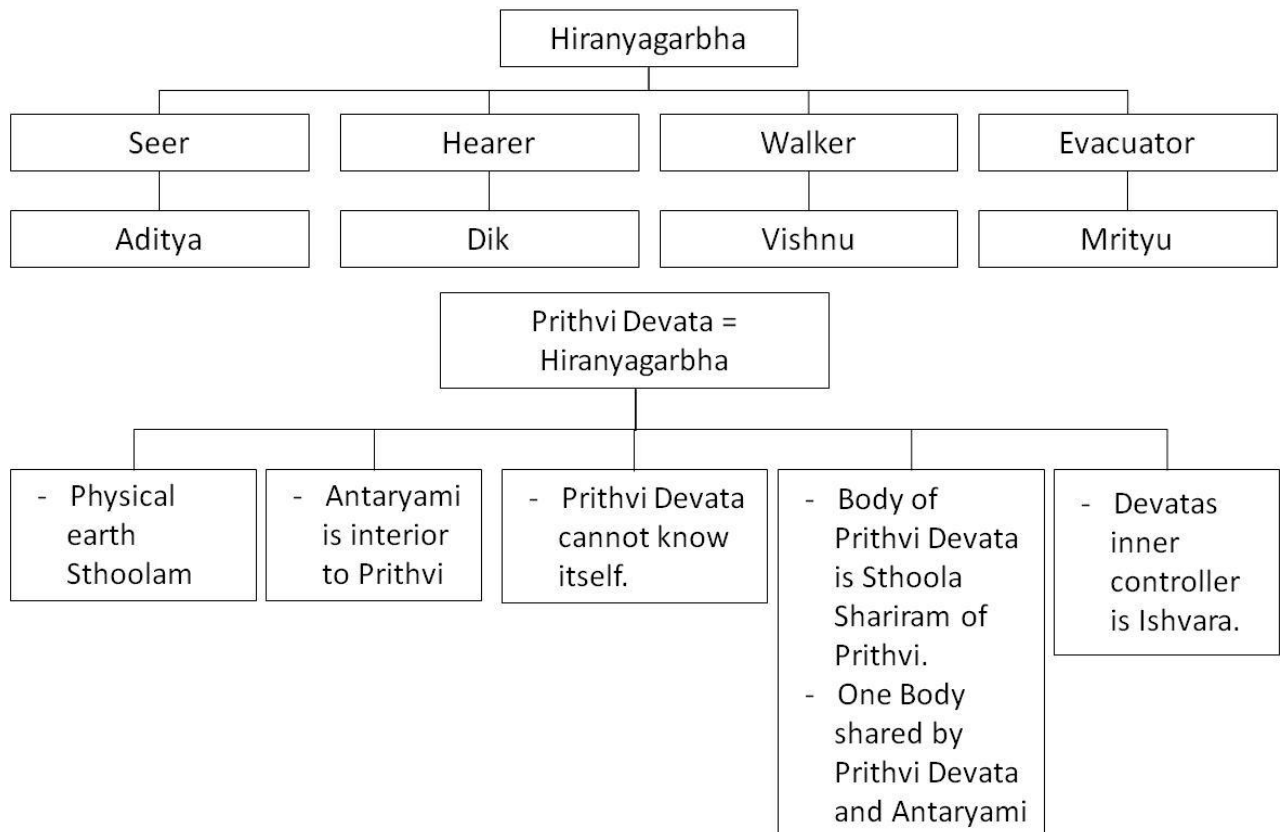 Hiranyagarbha
Seer
Hearer
Walker
Evacuator
Aditya
Dik
Vishnu
Mrityu
Prithvi Devata =
Hiranyagarbha
- Physical
earth
Sthoolam
- Antaryami
is interior
to Prithvi
- Prithvi Devata
cannot know
itself.
- Body of
Prithvi Devata
is Sthoola
Shariram of
Prithvi.
- One Body
shared by
Prithvi Devata
and Antaryami
- Devatas
inner
controller
is Ishvara.